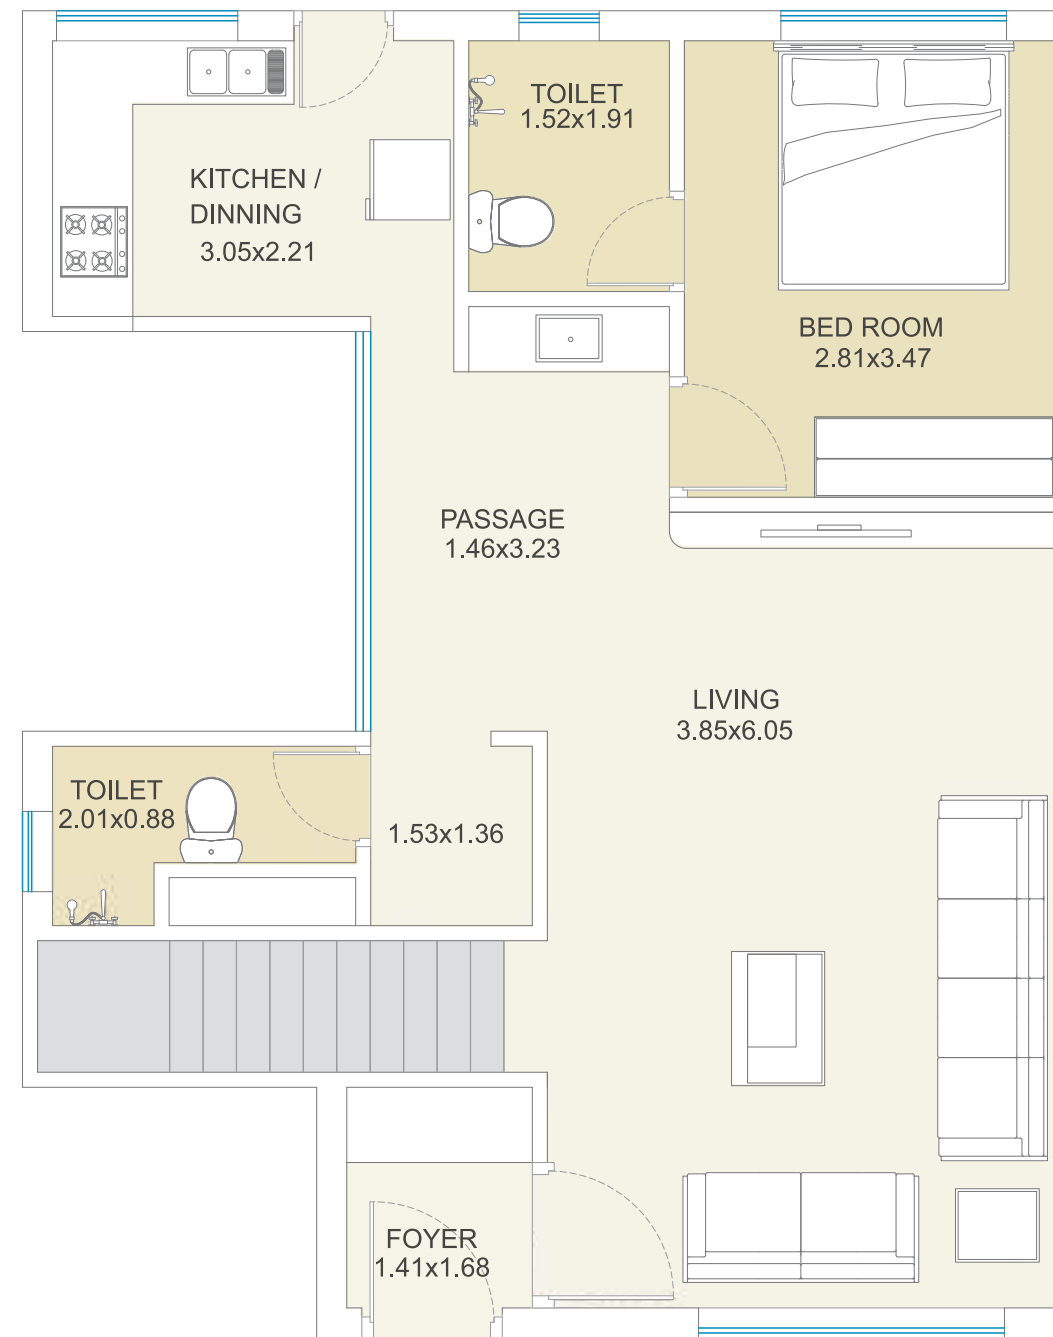 TOILET
1.52x1.91
KITCHEN /
DINNING
3.05x2.21
BED ROOM
2.81x3.47
PASSAGE
1.46x3.23
LIVING
3.85x6.05
TOILET
2.01x0.88
1.53x1.36
FOYER
1.41x1.68